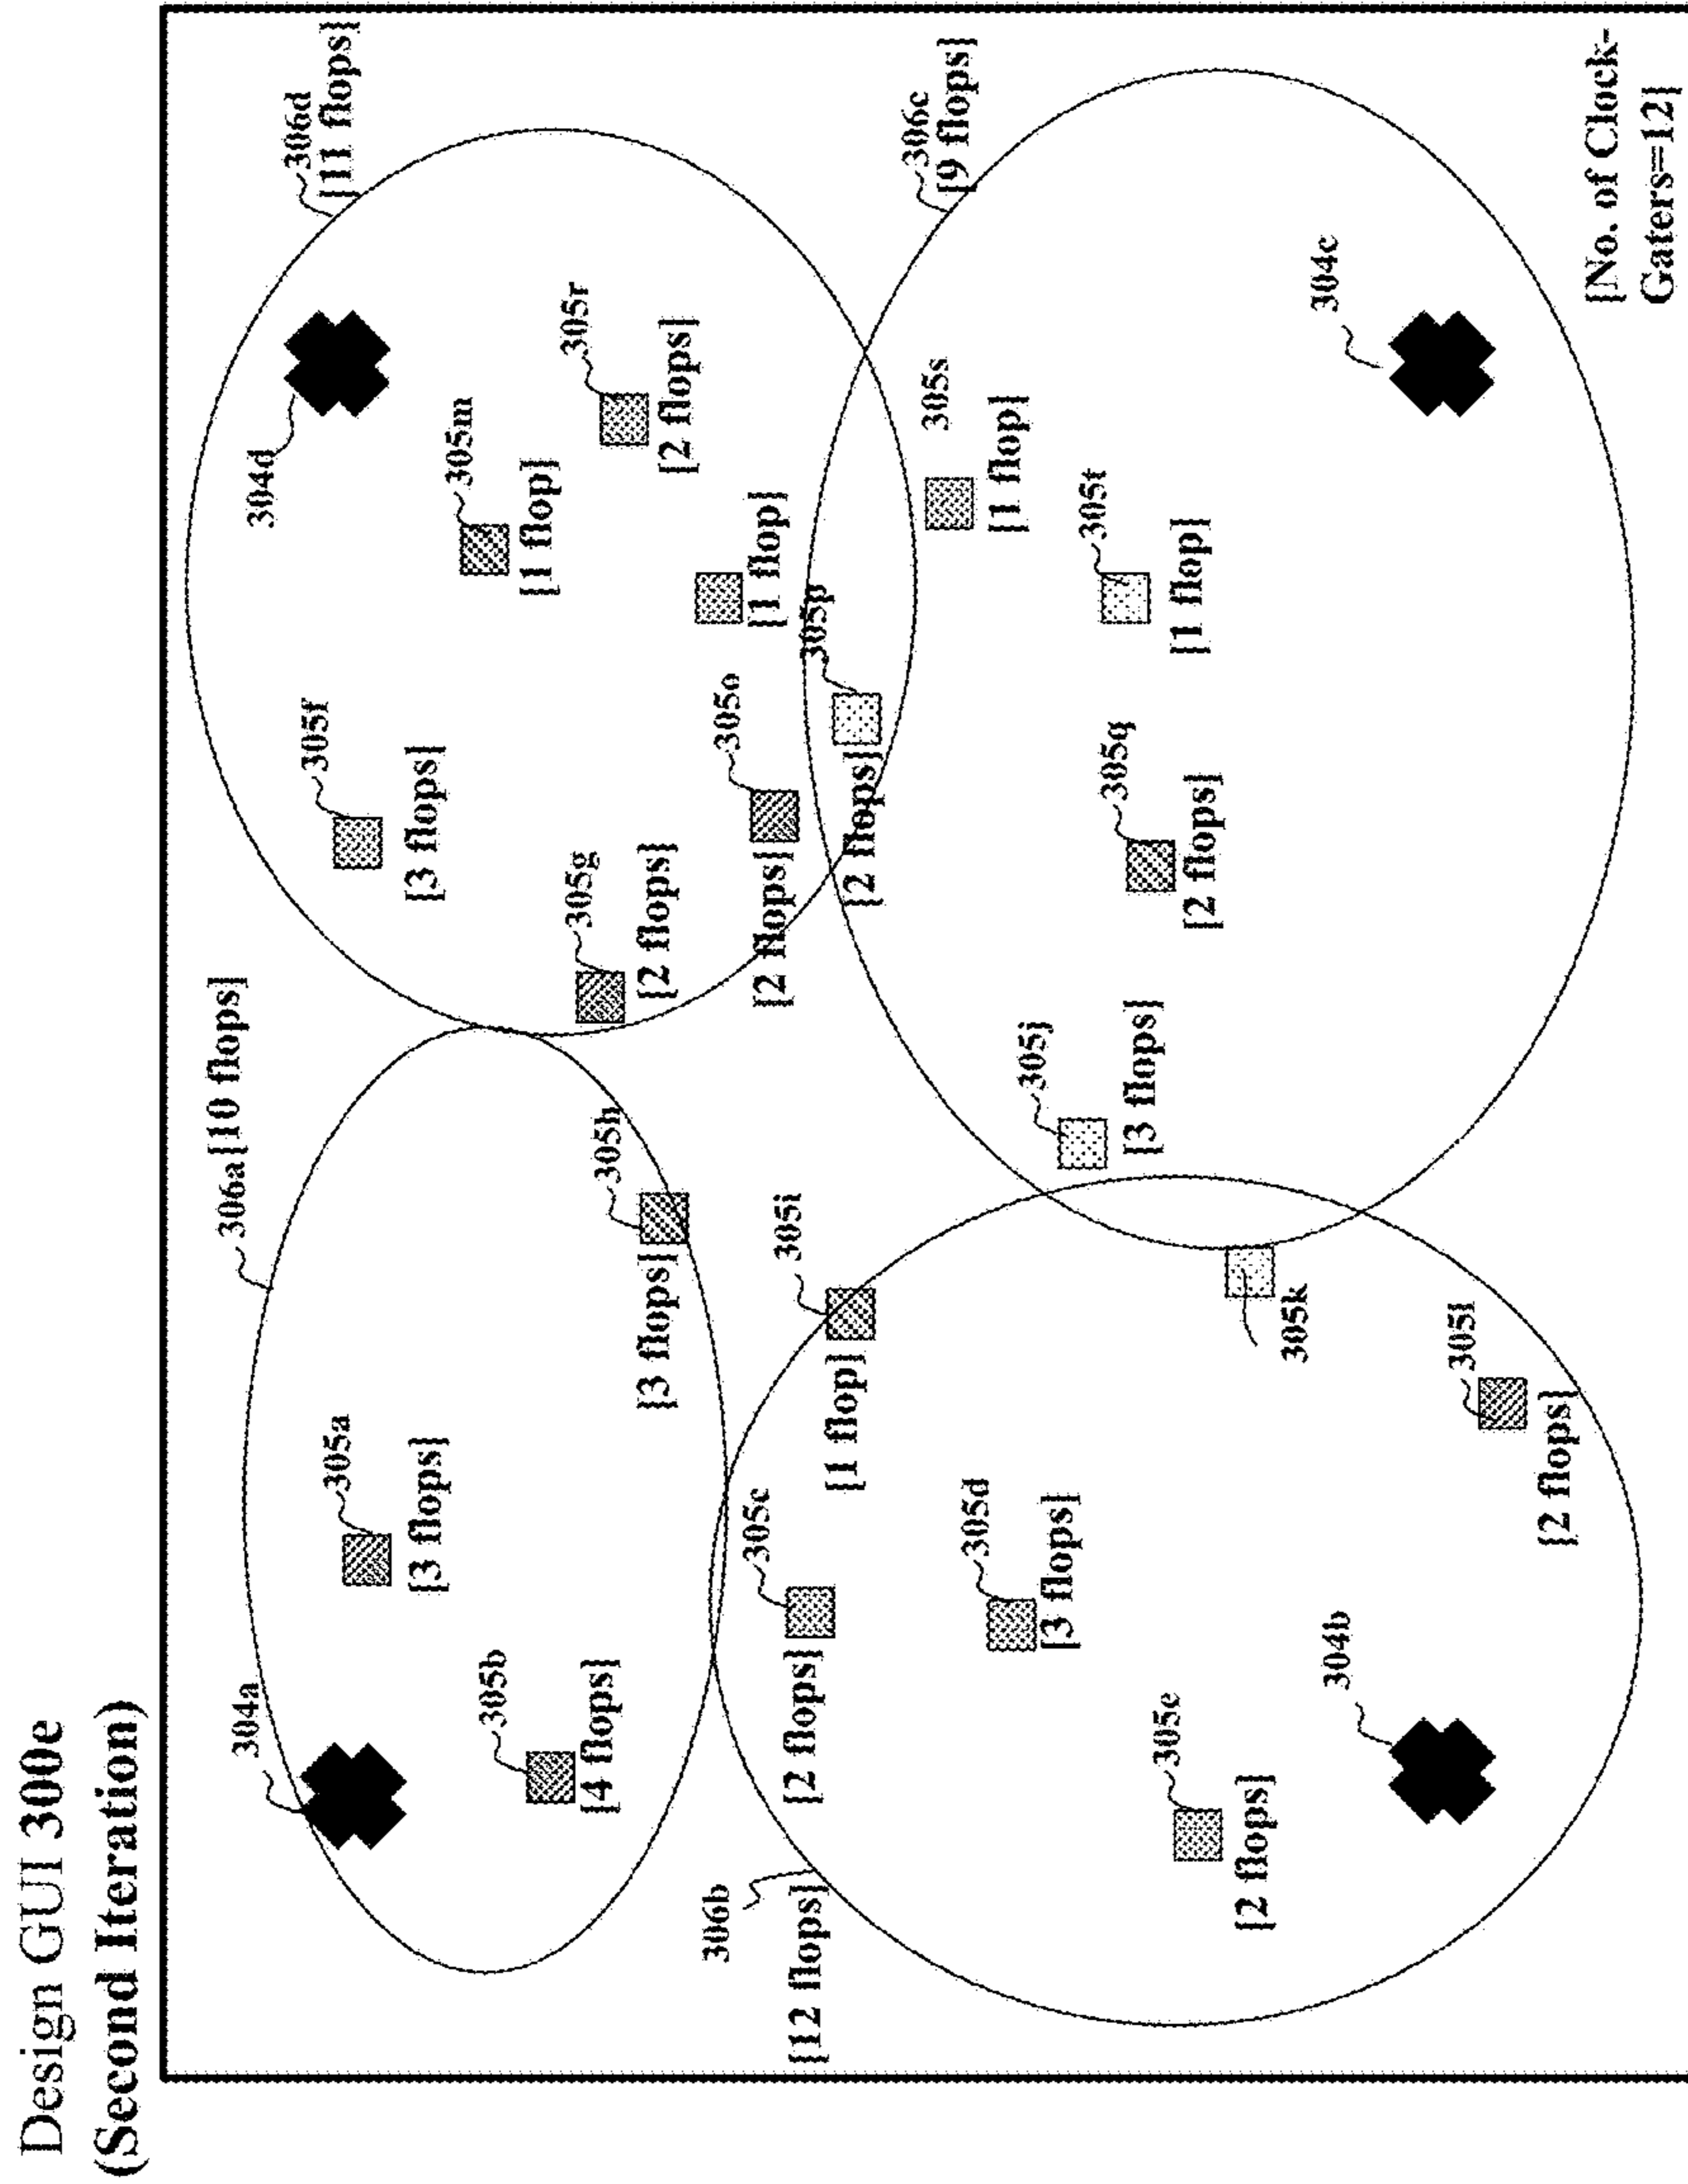 Design GUI 300e
(Second Iteration)
306a[10 flops]
306d
[11 flops]
304a
304d
305a
[3 flops]
305f
[3 flops]
305m
[1 flop]
305b
[4 flops]
305h
[3 flops]
305g
[2 flops]
305r
[2 flops]
[1 flop]
305o
[2 flops]
305p
[2 flops]
306b
[12 flops]
305c
[2 flops]
305i
[1 flop]
306c
[9 flops]
305s
[1 flop]
305d
[3 flops]
305j
[3 flops]
305q
[2 flops]
305t
[1 flop]
305e
[2 flops]
305k
304b
305l
[2 flops]
304c
[No. of Clock-
Gaters=12]